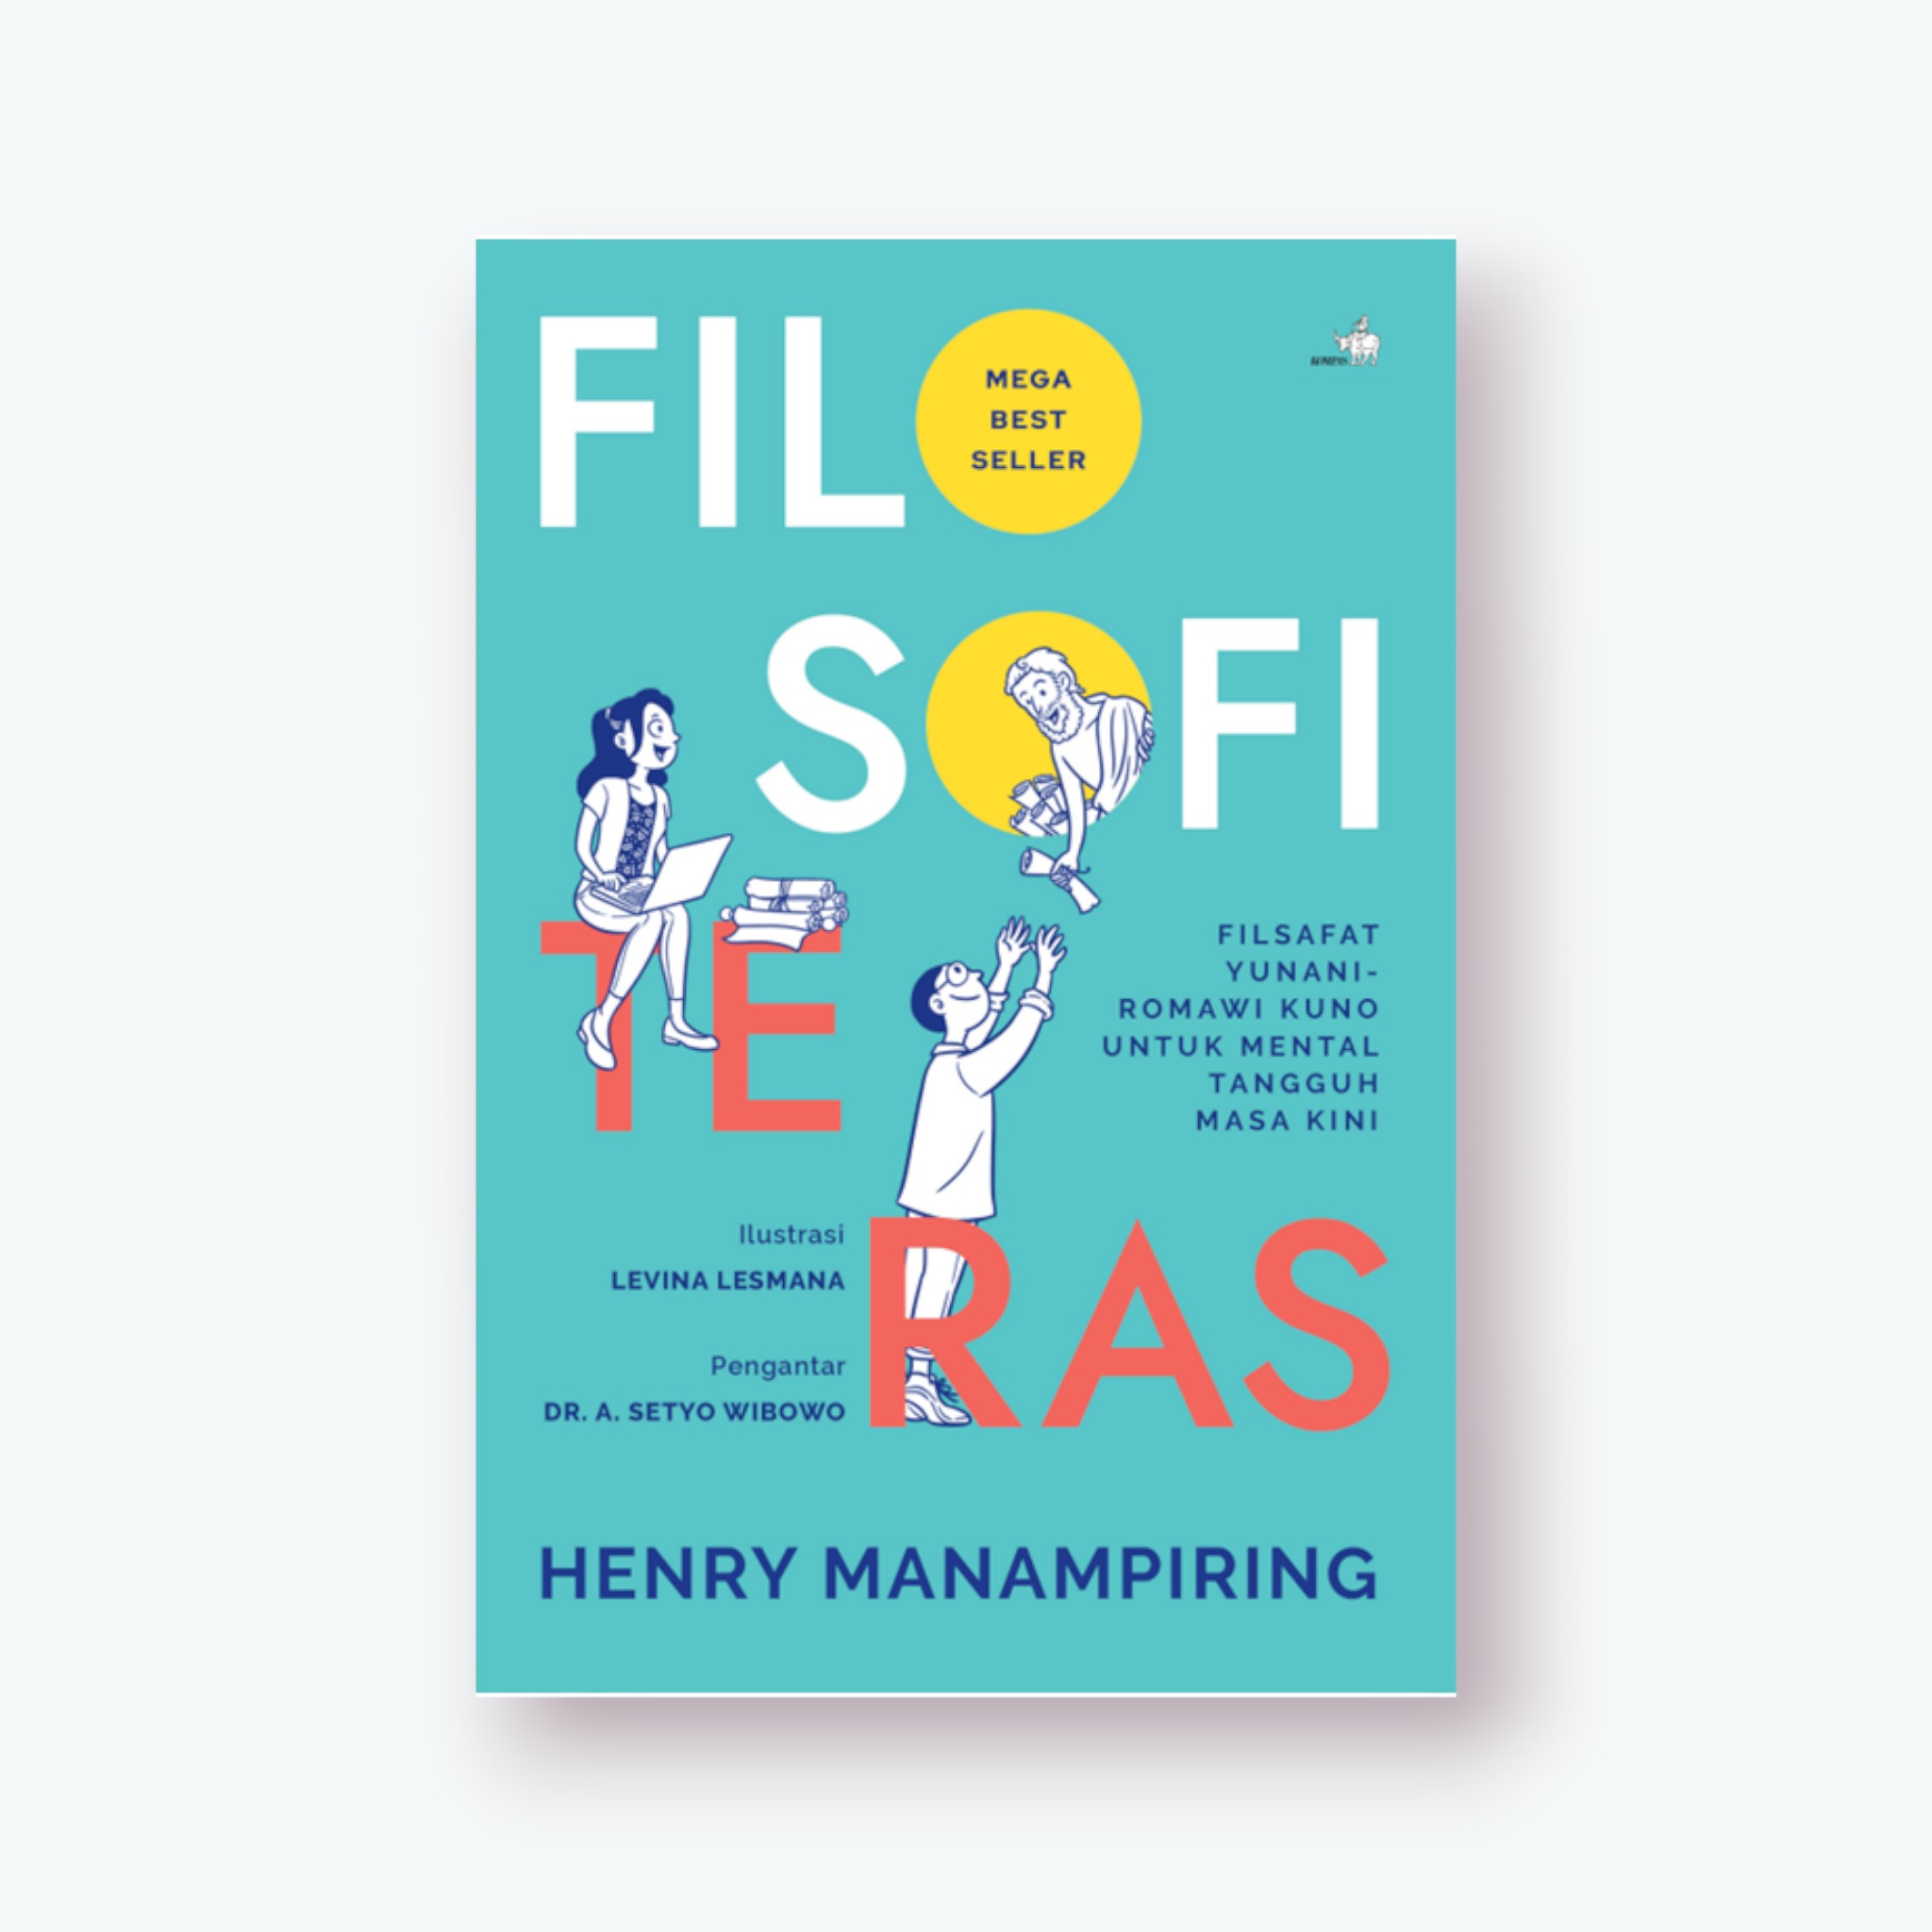 FILO
MEGA
BEST
SELLER
SOFI
TE
FILSAFAT
YUNANI-
ROMAWI KUNO
UNTUK MENTAL
TANGGUH
MASA KINI
RAS
Ilustrasi
LEVINA LESMANA
Pengantar
DR. A. SETYO WIBOWO
HENRY MANAMPIRING